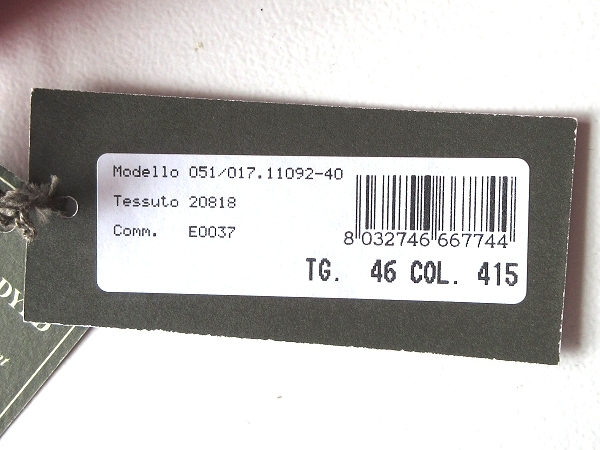 Modello 051/017.11092-40
Tessuto 20818
Comm. E0037
8 032746 667744
TG. 46 COL. 415